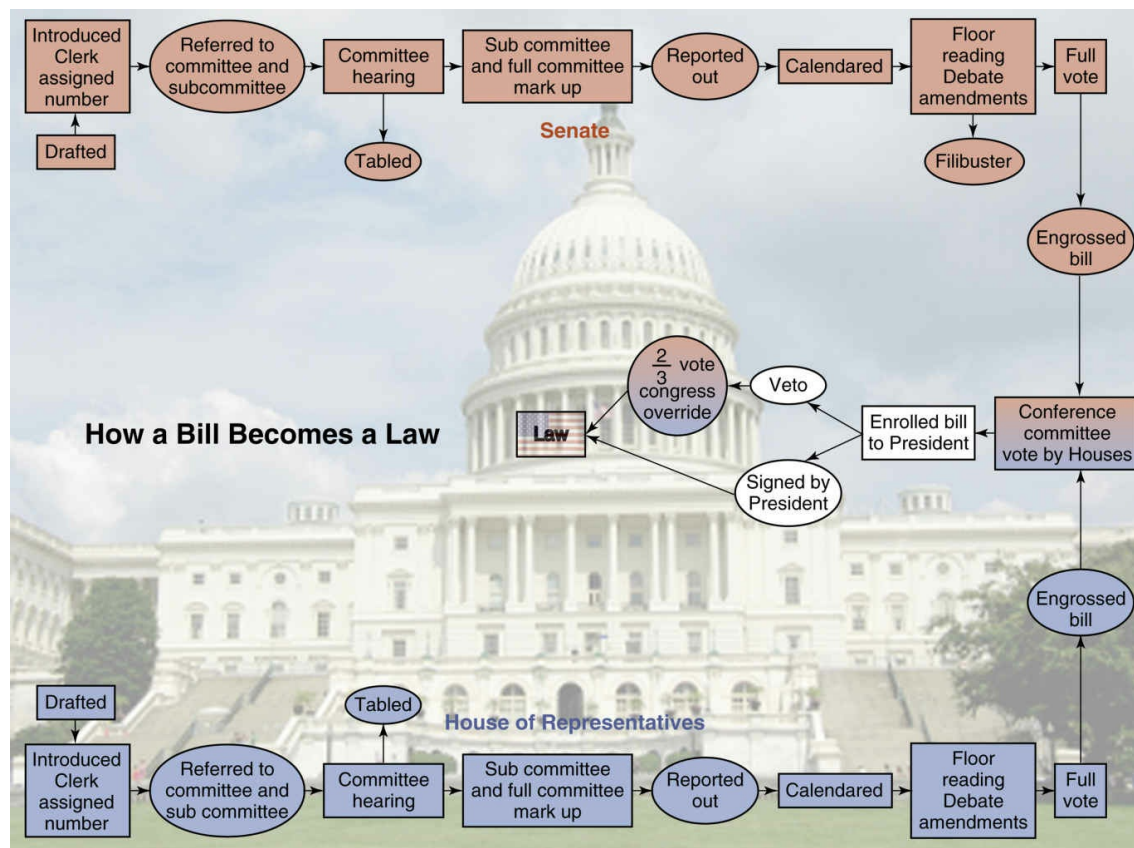 Introduced
Clerk
assigned
number
Referred to
committee and
subcommittee
Committee
hearing
Sub committee
and full committee
mark up
Reported
out
Calendared
Floor
reading
Debate
amendments
Full
vote
Drafted
Tabled
Senate
Filibuster
Engrossed
bill
2
3
vote
congress
override
Veto
How a Bill Becomes a Law
Law
Enrolled bill
to President
Conference
committee
vote by Houses
Signed by
President
Engrossed
bill
Drafted
Tabled
House of Representatives
Introduced
Clerk
assigned
number
Referred to
committee and
sub committee
Committee
hearing
Sub committee
and full committee
mark up
Reported
out
Calendared
Floor
reading
Debate
amendments
Full
vote